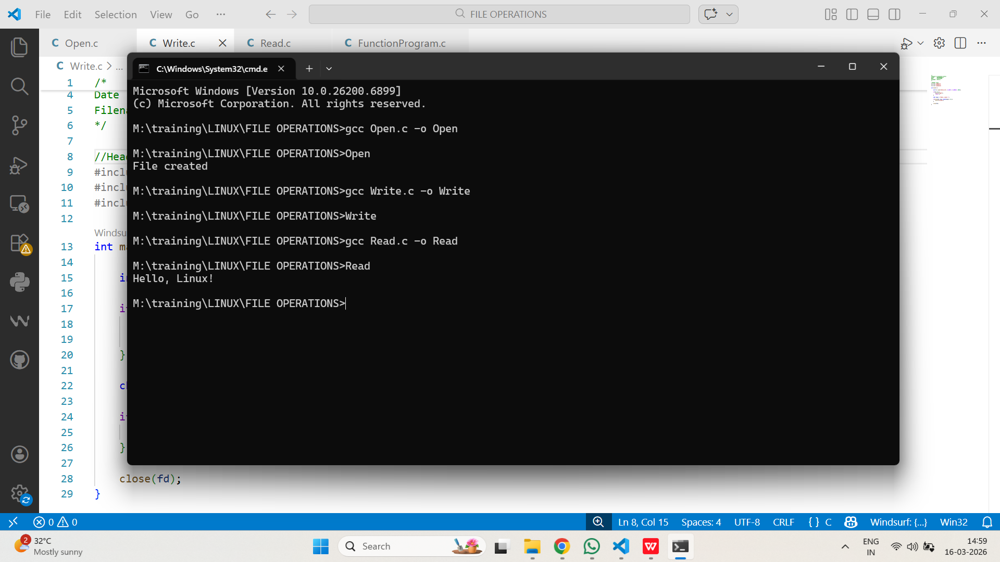 File Edit Selection View Go ···
FILE OPERATIONS
C Open.c
C Write.c
C Read.c
C FunctionProgram.c
C Write.c > ...
C:\Windows\System32\cmd.e
1 /*
4 Date
5
6 */
7
8
9
10
11
12
13 int
14
15
16
17
18
19
20 }
21
22
23
24
25
26 }
27
28 close(fd);
29 }
Microsoft Windows [Version 10.0.26200.6899]
(c) Microsoft Corporation. All rights reserved.
M:\training\LINUX\FILE OPERATIONS>gcc Open.c -o Open
M:\training\LINUX\FILE OPERATIONS>Open
File created
M:\training\LINUX\FILE OPERATIONS>gcc Write.c -o Write
M:\training\LINUX\FILE OPERATIONS>Write
M:\training\LINUX\FILE OPERATIONS>gcc Read.c -o Read
M:\training\LINUX\FILE OPERATIONS>Read
Hello, Linux!
M:\training\LINUX\FILE OPERATIONS>
0 0
Ln 8, Col 15 Spaces: 4 UTF-8 CRLF { } C Windsurf: {...} Win32
2
32°C
Mostly sunny
Search
ENG
IN
14:59
16-03-2026